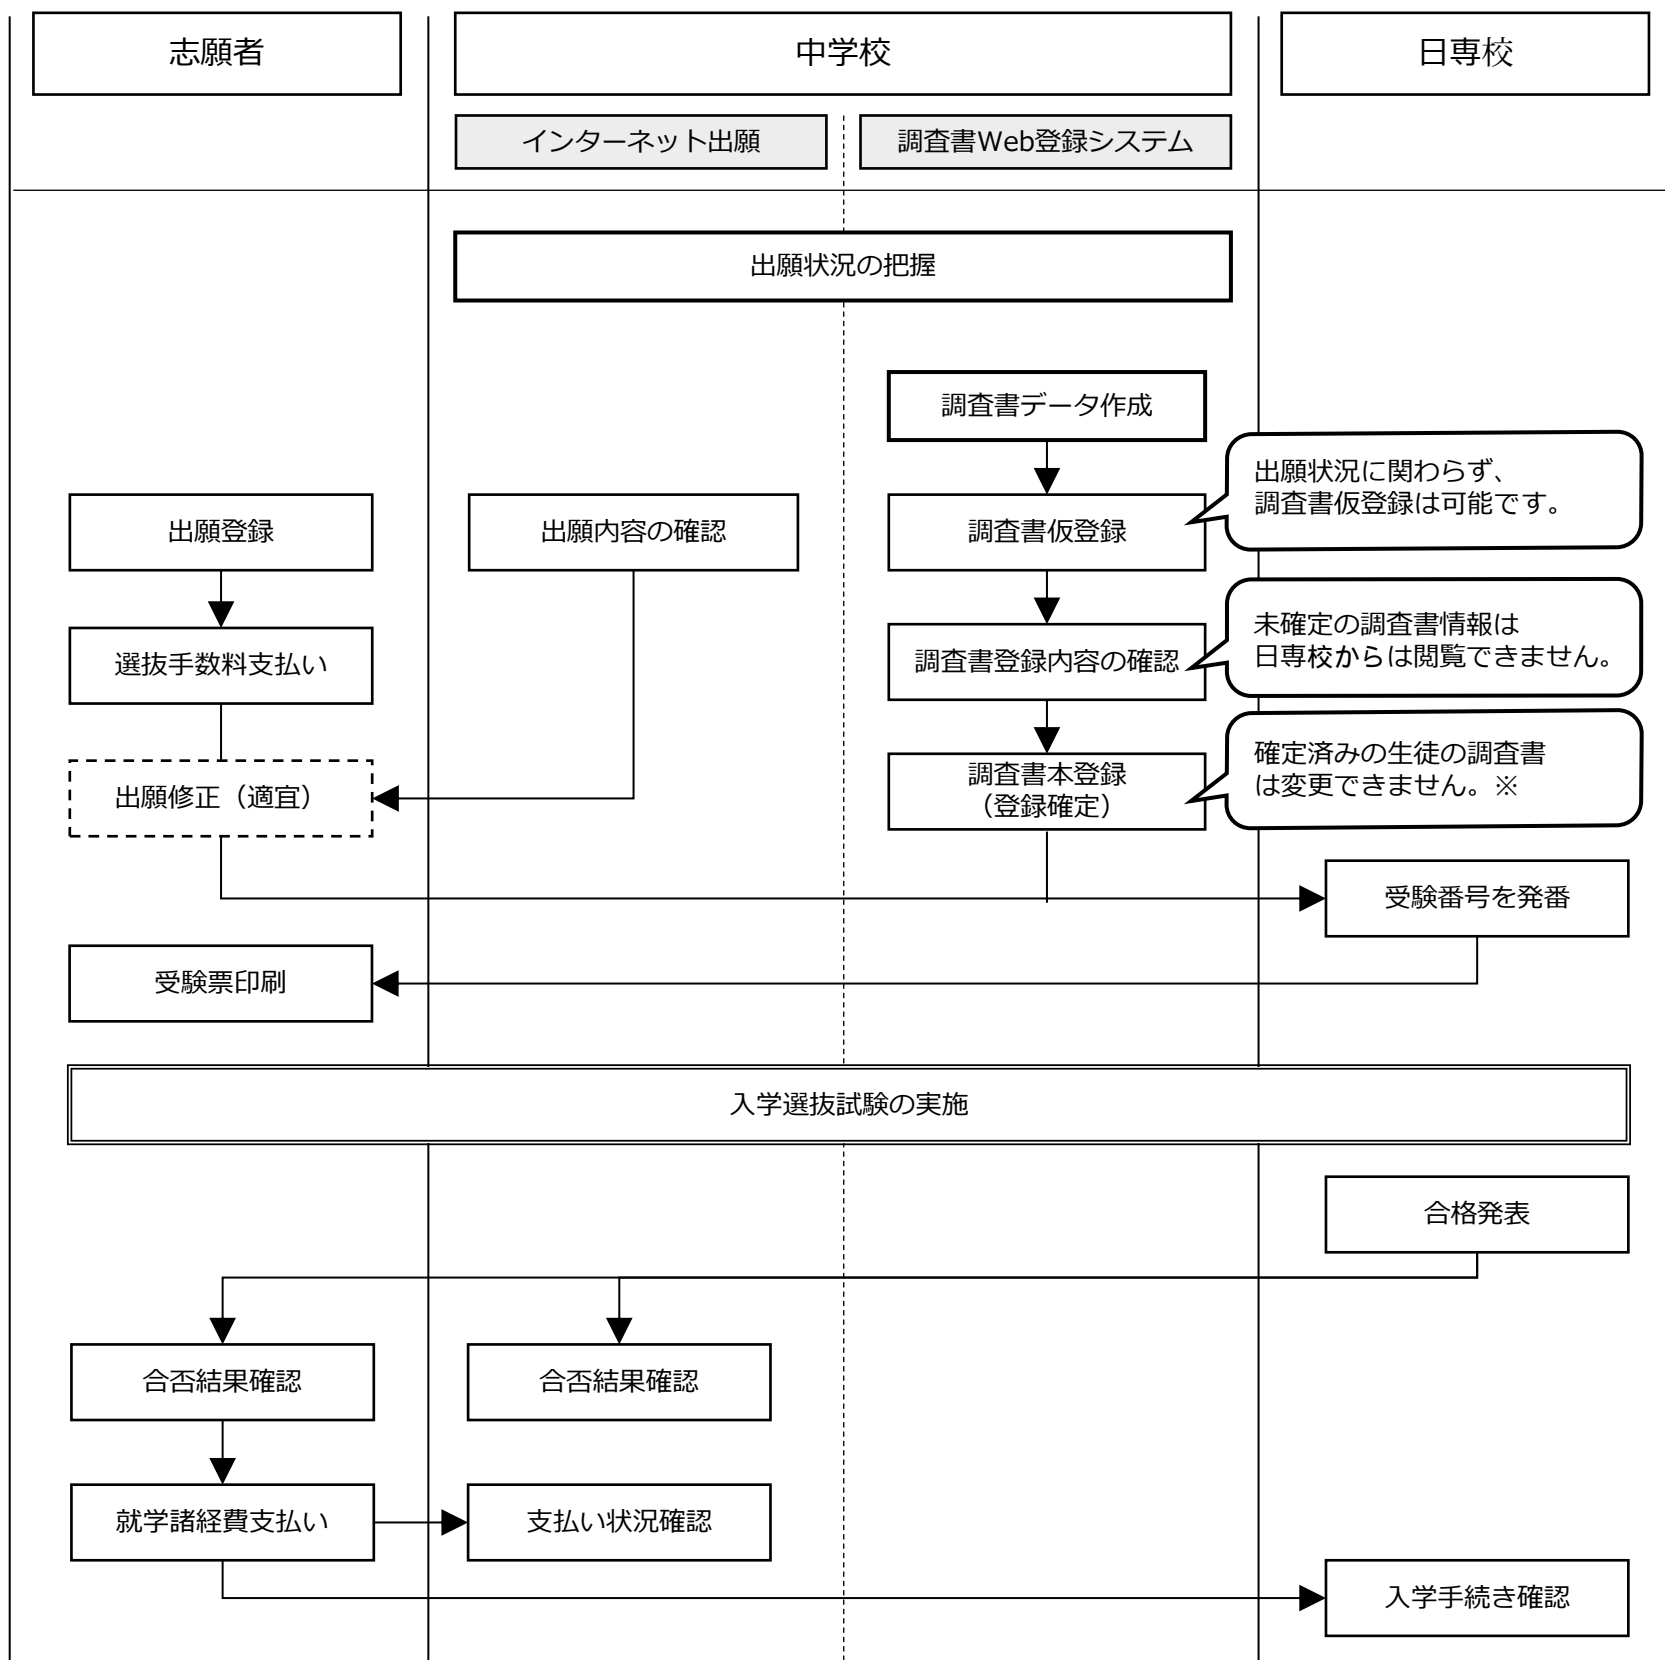 志願者
中学校
日専校
インターネット出願
調査書Web登録システム
出願状況の把握
調査書データ作成
出願状況に関わらず、
調査書仮登録は可能です。
出願登録
出願内容の確認
調査書仮登録
未確定の調査書情報は
日専校からは閲覧できません。
選抜手数料支払い
調査書登録内容の確認
確定済みの生徒の調査書
は変更できません。※
出願修正（適宜）
調査書本登録
（登録確定）
受験番号を発番
受験票印刷
入学選抜試験の実施
合格発表
合否結果確認
合否結果確認
就学諸経費支払い
支払い状況確認
入学手続き確認